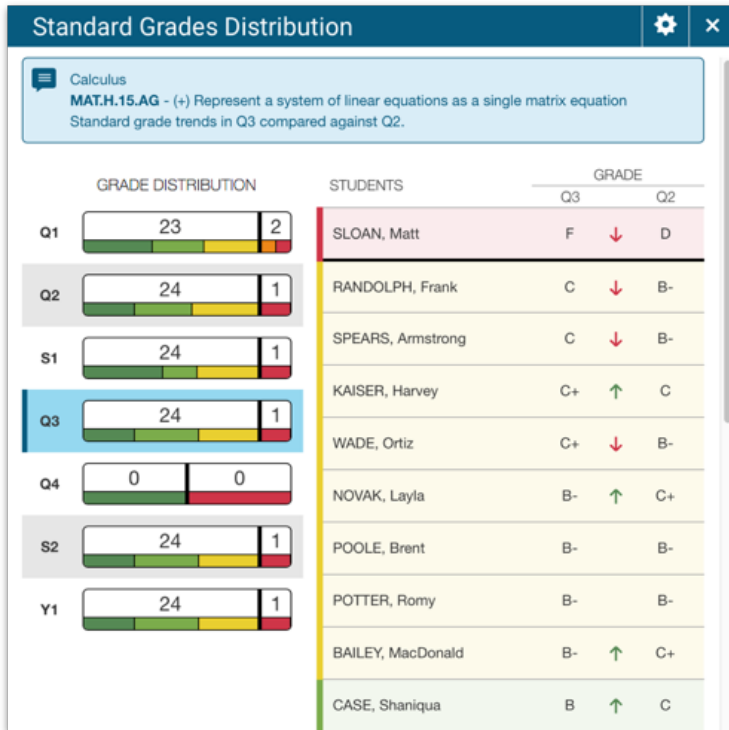 Standard Grades Distribution
Calculus
MAT.H.15.AG - (+) Represent a system of linear equations as a single matrix equation
Standard grade trends in Q3 compared against Q2.
GRADE DISTRIBUTION
Q1 23 2
Q2 24 1
S1 24 1
Q3 24 1
Q4 0 0
S2 24 1
Y1 24 1
STUDENTS GRADE
Q3 Q2
SLOAN, Matt F ↓ D
RANDOLPH, Frank C ↓ B-
SPEARS, Armstrong C ↓ B-
KAISER, Harvey C+ ↑ C
WADE, Ortiz C+ ↓ B-
NOVAK, Layla B- ↑ C+
POOLE, Brent B- B-
POTTER, Romy B- B-
BAILEY, MacDonald B- ↑ C+
CASE, Shaniqua B ↑ C